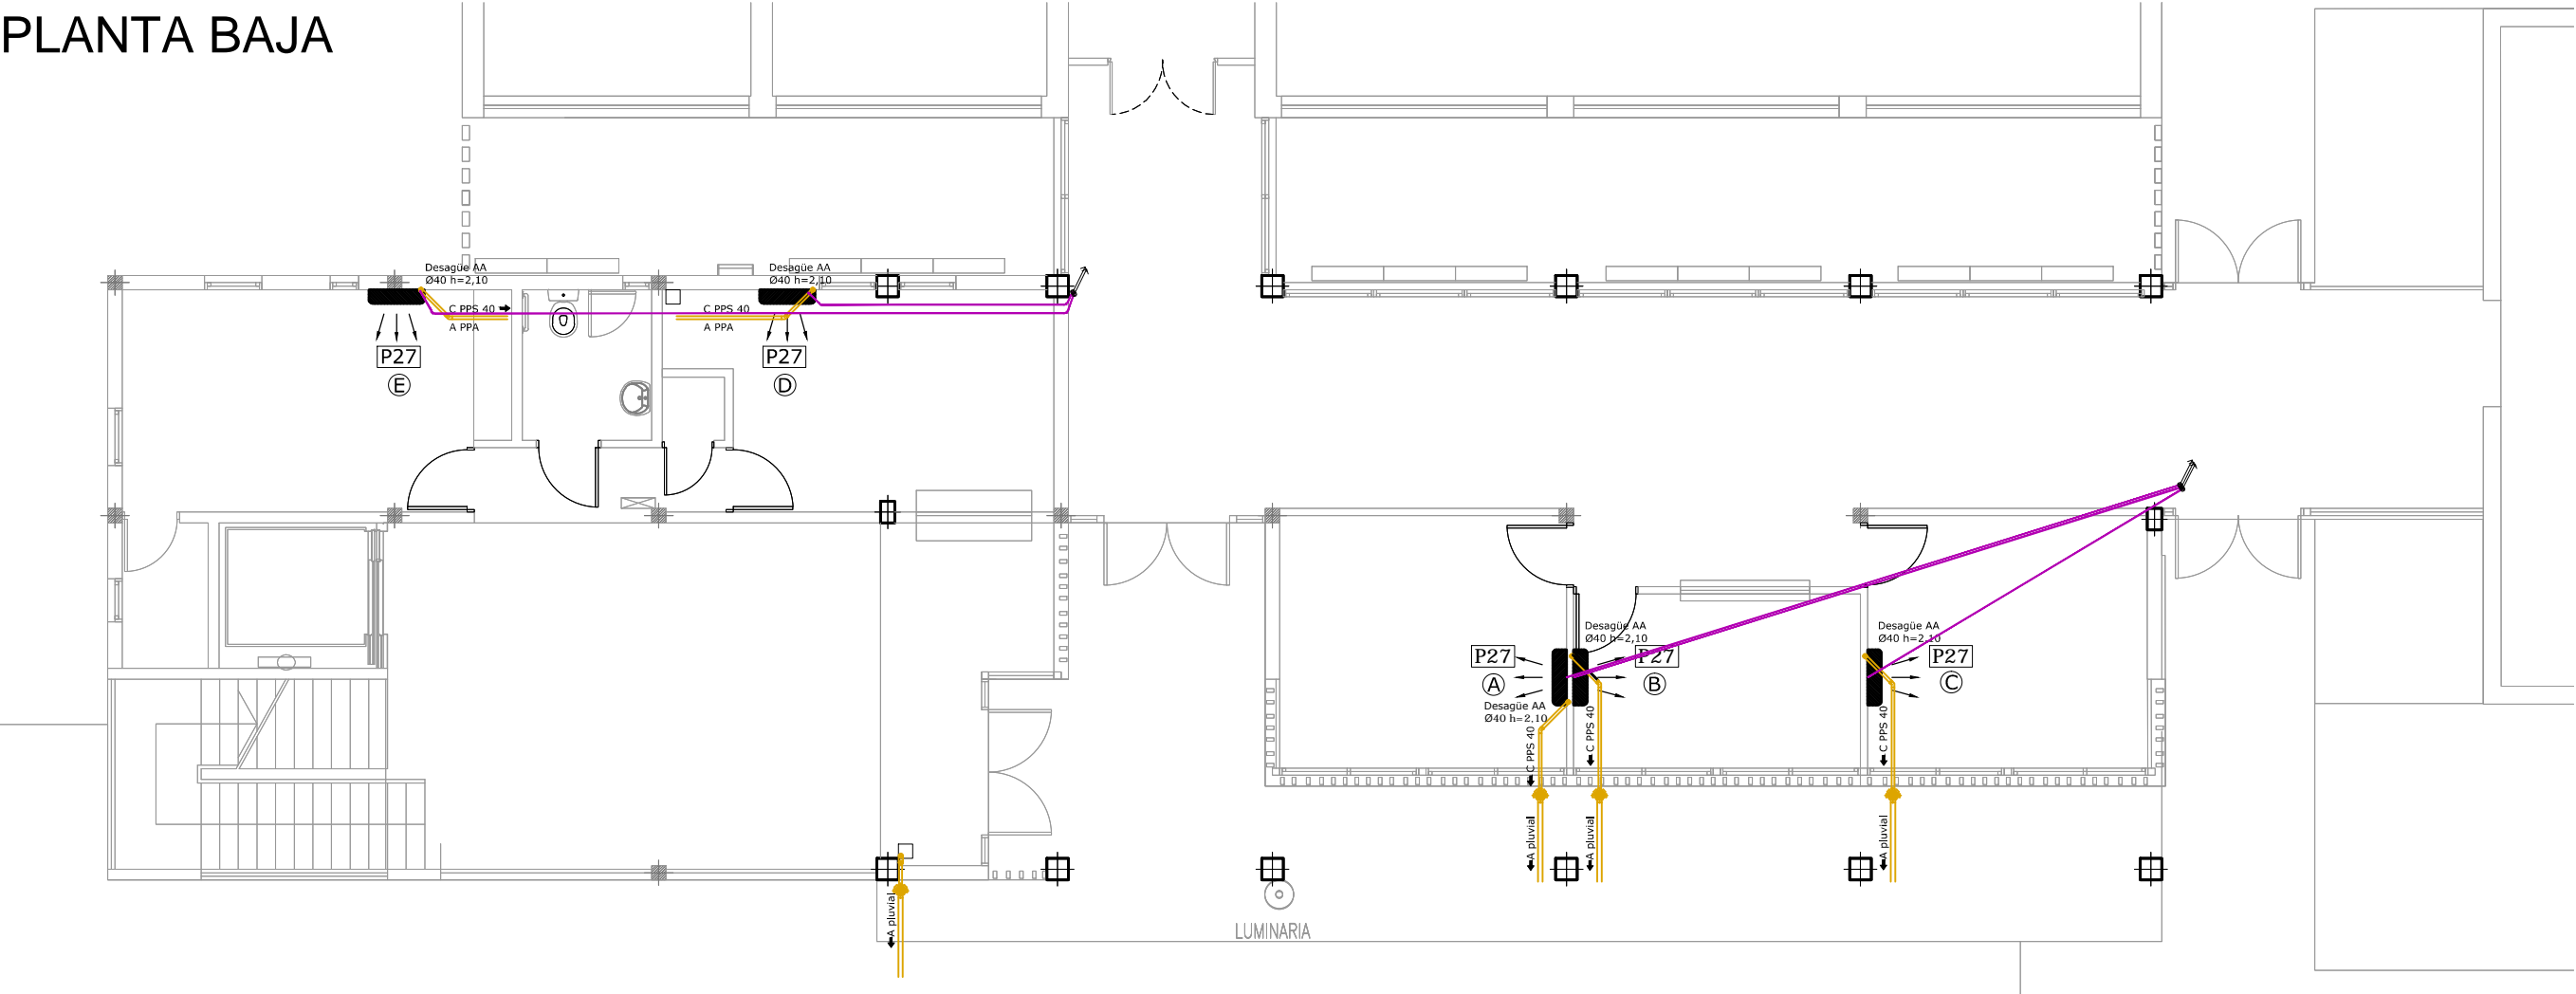 PLANTA BAJA
Desagüe AA
Ø40 h=2,10
C PPS 40
A PPA
P27
E
Desagüe AA
Ø40 h=2,10
C PPS 40
A PPA
P27
D
Desagüe AA
Ø40 h=2,10
P27
A
Desagüe AA
Ø40 h=2,10
P27
B
Desagüe AA
Ø40 h=2,10
P27
C
C PPS 40
C PPS 40
C PPS 40
A pluvial
A pluvial
A pluvial
A pluvial
LUMINARIA